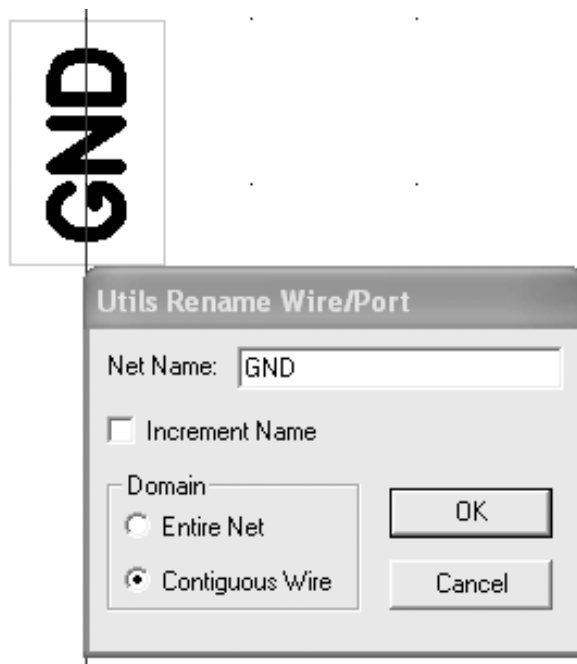 GND
Utils Rename Wire/Port
Net Name: GND
Increment Name
Domain
Entire Net
Contiguous Wire
OK
Cancel